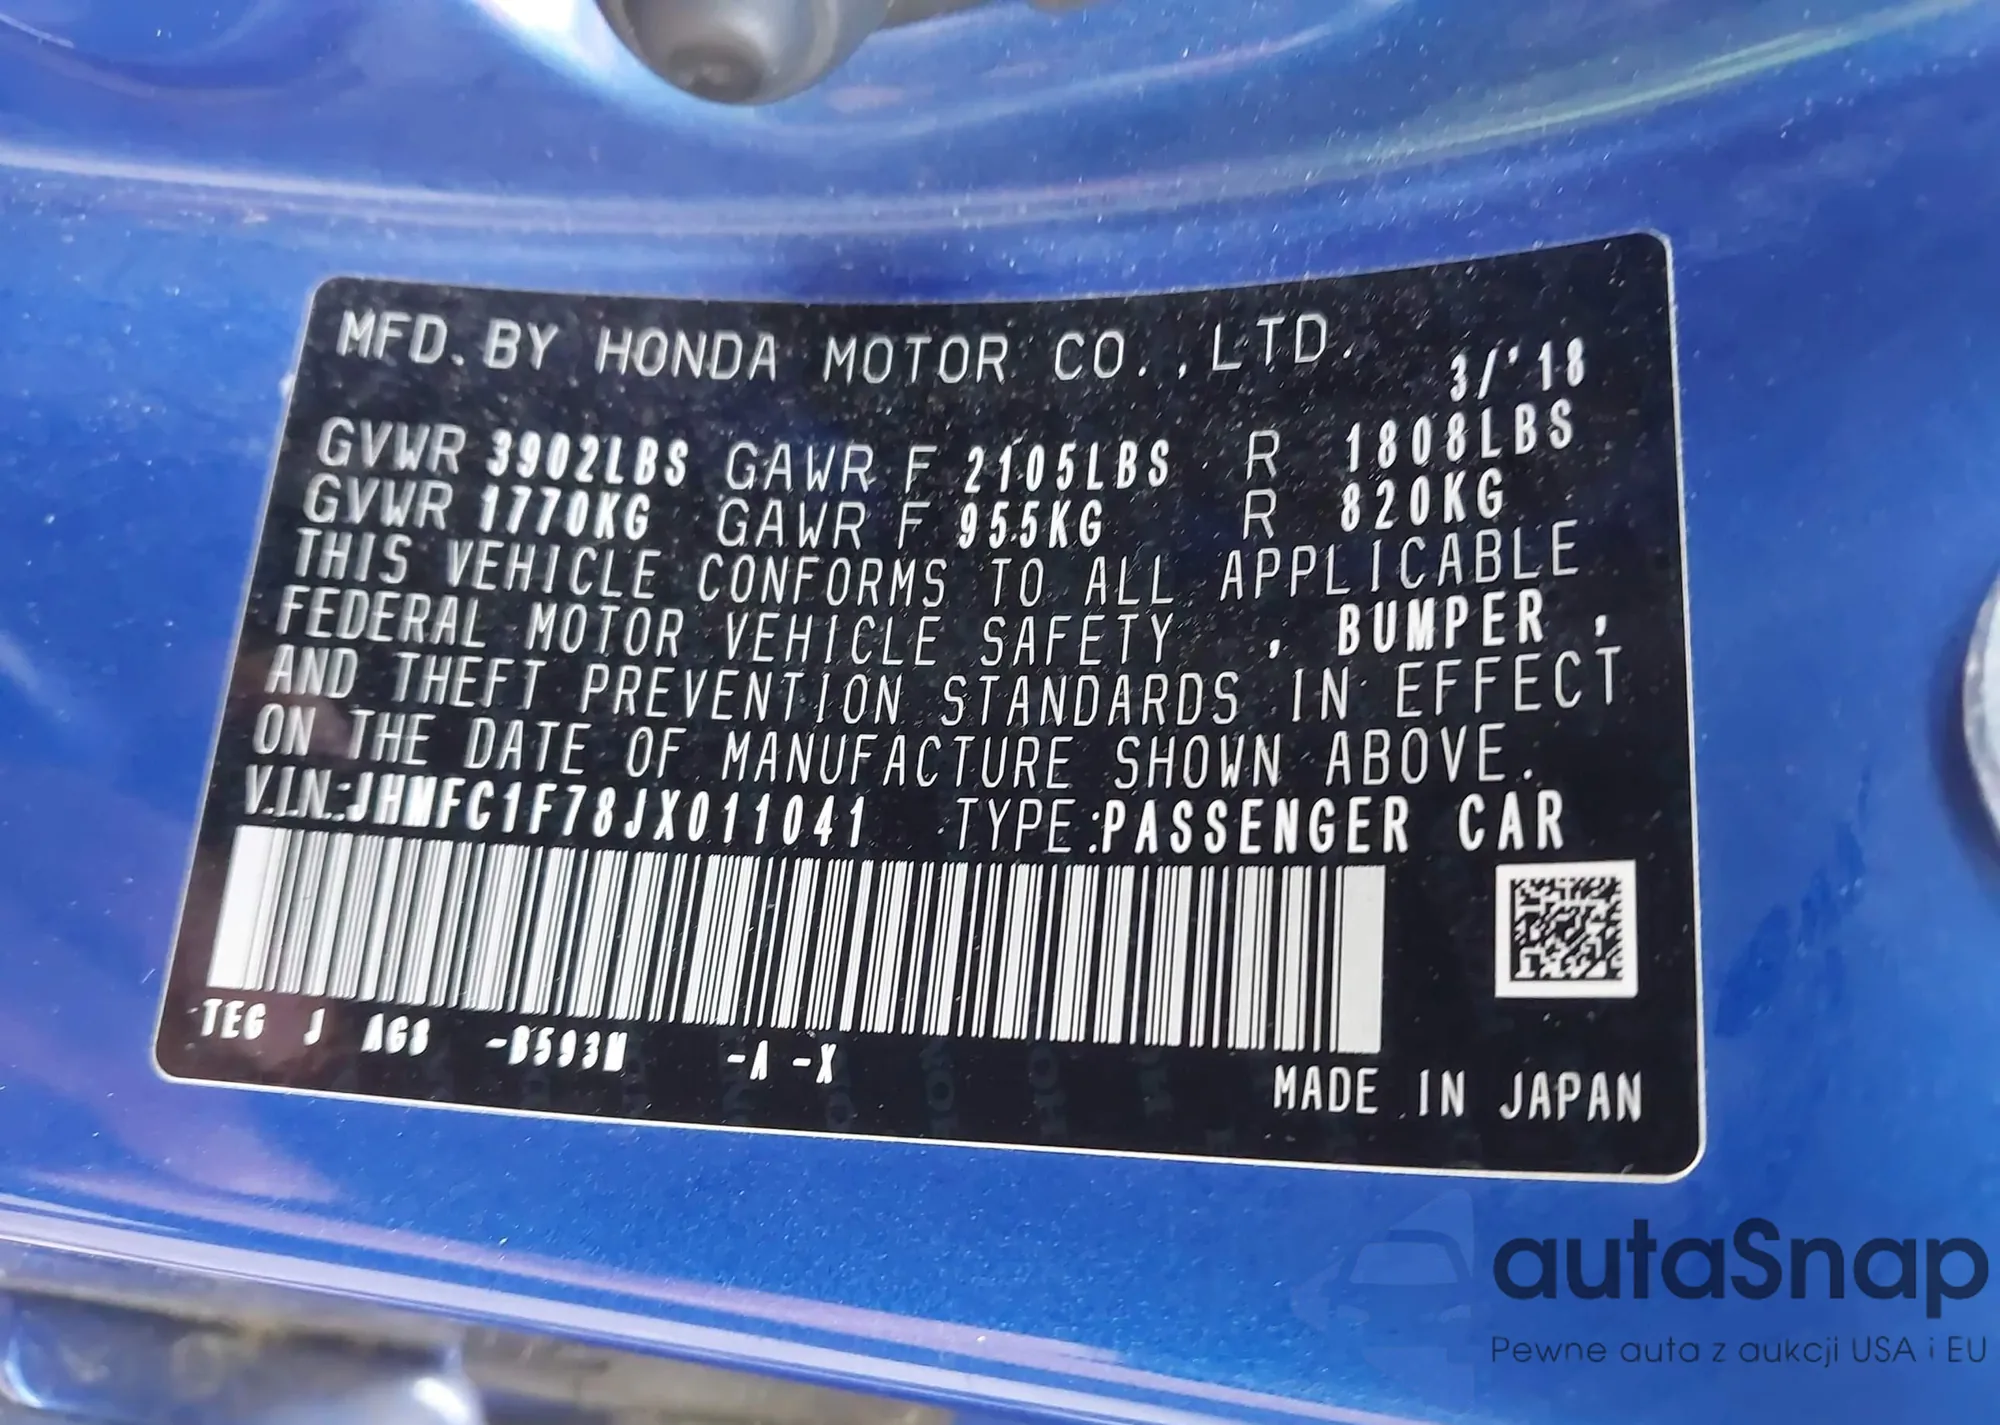 MFD. BY HONDA MOTOR CO., LTD. 3/'18
GVWR 3902LBS GAWR F 2105LBS R 1808LBS
GVWR 1770KG GAWR F 955KG R 820KG
THIS VEHICLE CONFORMS TO ALL APPLICABLE
FEDERAL MOTOR VEHICLE SAFETY , BUMPER ,
AND THEFT PREVENTION STANDARDS IN EFFECT
ON THE DATE OF MANUFACTURE SHOWN ABOVE.
V.I.N.:JHMFC1F78JX011041 TYPE:PASSENGER CAR
TEG J AGS -B593M -A -X
MADE IN JAPAN
autaSnap
Pewne auta z aukcji USA i EU